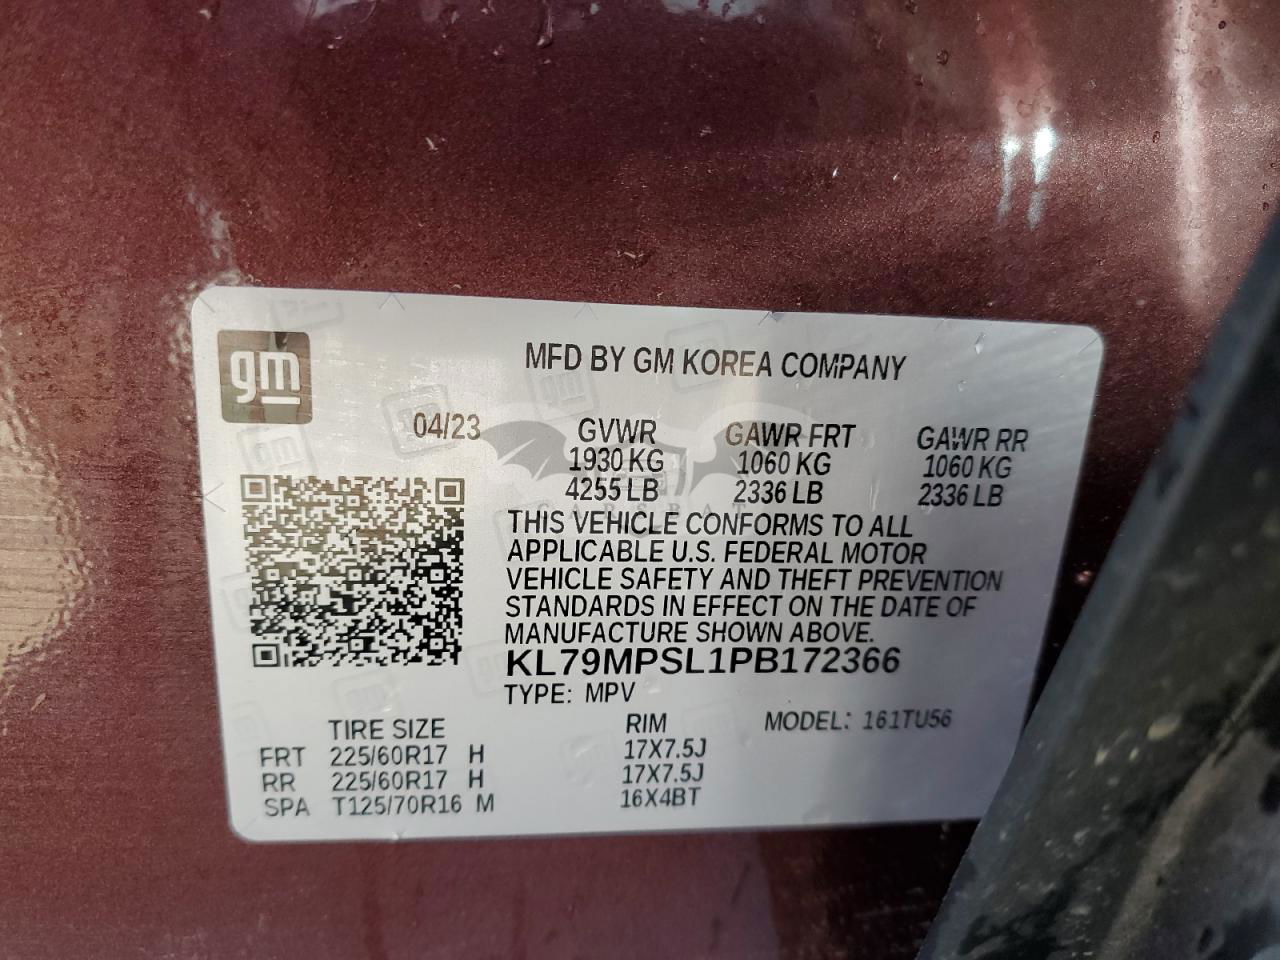 gm
MFD BY GM KOREA COMPANY
04/23
GVWR GAWR FRT GAWR RR
1930 KG 1060 KG 1060 KG
4255 LB 2336 LB 2336 LB
CARSBAT
THIS VEHICLE CONFORMS TO ALL
APPLICABLE U.S. FEDERAL MOTOR
VEHICLE SAFETY AND THEFT PREVENTION
STANDARDS IN EFFECT ON THE DATE OF
MANUFACTURE SHOWN ABOVE.
KL79MPSL1PB172366
TYPE: MPV
TIRE SIZE RIM MODEL: 161TU56
FRT 225/60R17 H 17X7.5J
RR 225/60R17 H 17X7.5J
SPA T125/70R16 M 16X4BT